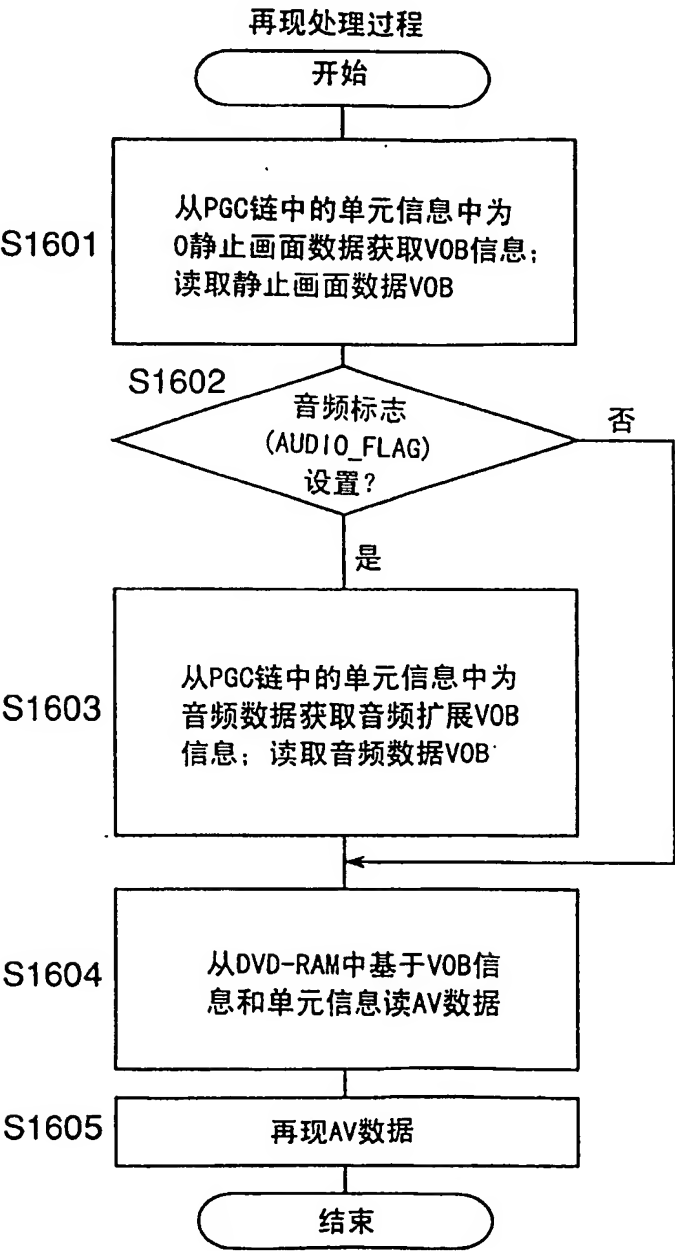 再现处理过程
开始
S1601
从PGC链中的单元信息中为
0静止画面数据获取VOB信息;
读取静止画面数据VOB
S1602
音频标志
(AUDIO_FLAG)
设置?
否
是
S1603
从PGC链中的单元信息中为
音频数据获取音频扩展VOB
信息; 读取音频数据VOB
S1604
从DVD-RAM中基于VOB信
息和单元信息读AV数据
S1605
再现AV数据
结束